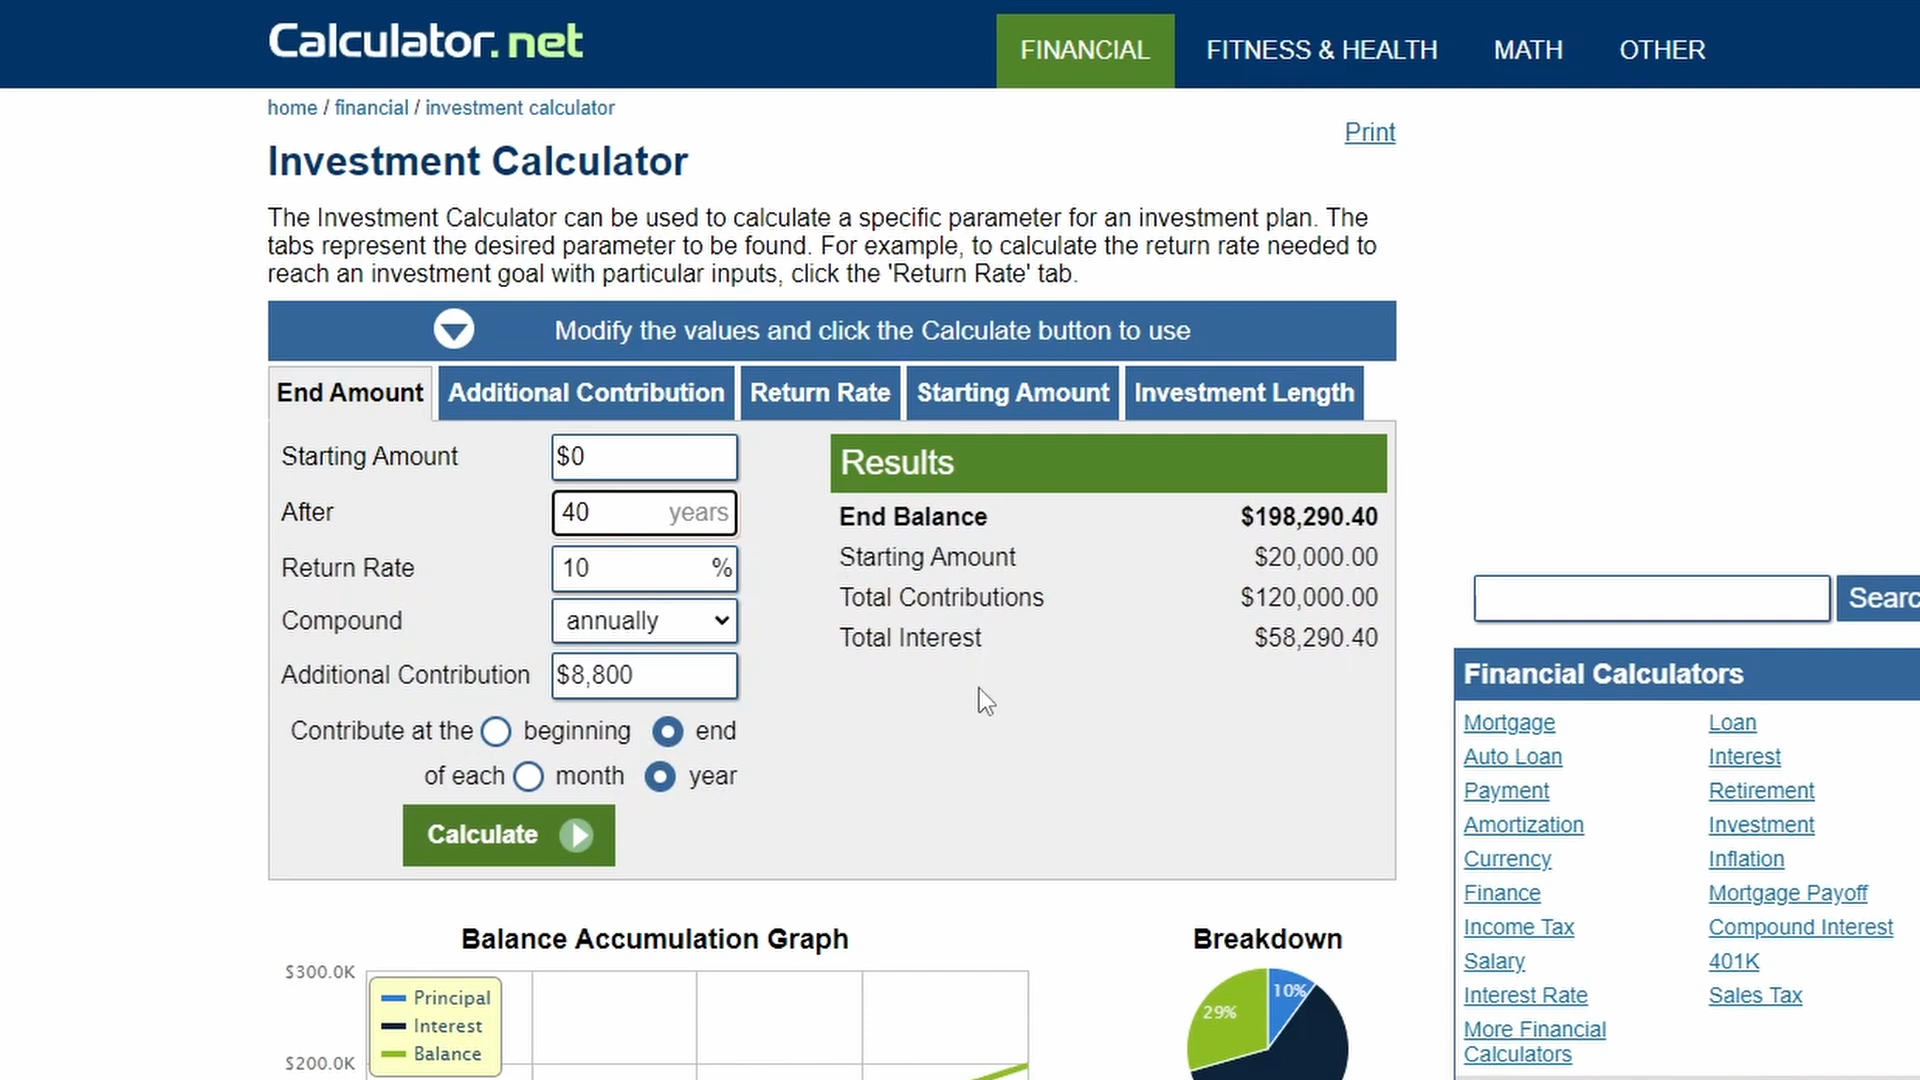 Calculator.net
FINANCIAL FITNESS & HEALTH MATH OTHER
home / financial / investment calculator
Print
Investment Calculator
The Investment Calculator can be used to calculate a specific parameter for an investment plan. The
tabs represent the desired parameter to be found. For example, to calculate the return rate needed to
reach an investment goal with particular inputs, click the 'Return Rate' tab.
Modify the values and click the Calculate button to use
End Amount Additional Contribution Return Rate Starting Amount Investment Length
Starting Amount $0
After 40 years
Return Rate 10 %
Compound annually
Additional Contribution $8,800
Contribute at the beginning end
of each month year
Calculate
Results
End Balance $198,290.40
Starting Amount $20,000.00
Total Contributions $120,000.00
Total Interest $58,290.40
Searc
Financial Calculators
Mortgage Loan
Auto Loan Interest
Payment Retirement
Amortization Investment
Currency Inflation
Finance Mortgage Payoff
Income Tax Compound Interest
Salary 401K
Interest Rate Sales Tax
More Financial
Calculators
Balance Accumulation Graph
$300.0K
$200.0K
Principal
Interest
Balance
Breakdown
10%
29%